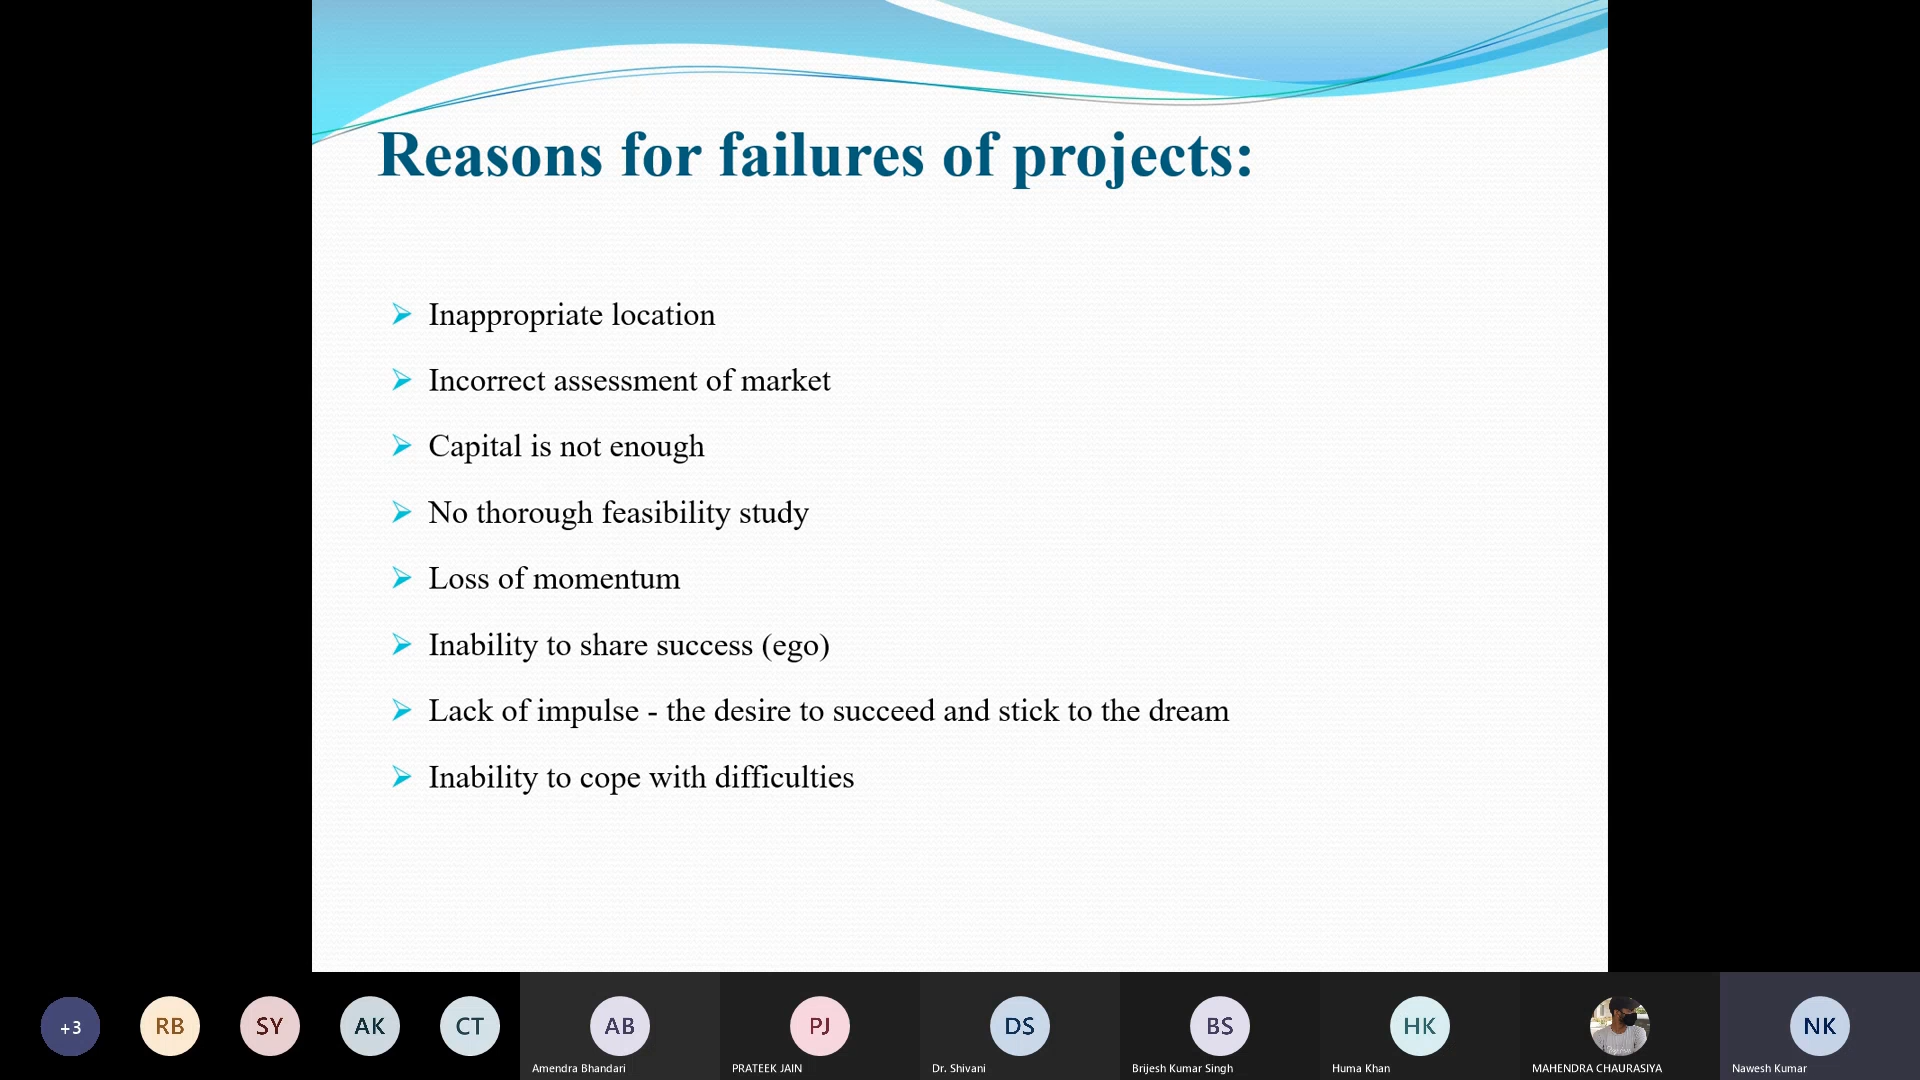 Reasons for failures of projects:
Inappropriate location
Incorrect assessment of market
Capital is not enough
No thorough feasibility study
Loss of momentum
Inability to share success (ego)
Lack of impulse - the desire to succeed and stick to the dream
Inability to cope with difficulties
+3
RB
SY
AK
CT
AB
PJ
DS
BS
HK
NK
Amendra Bhandari
PRATEEK JAIN
Dr. Shivani
Brijesh Kumar Singh
Huma Khan
MAHENDRA CHAURASIYA
Nawesh Kumar